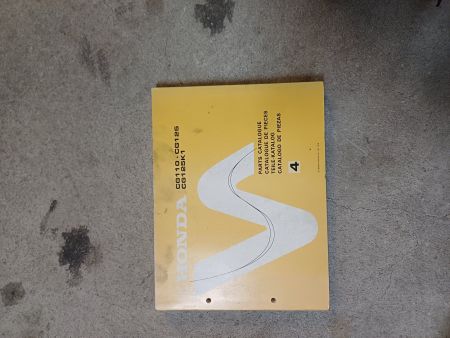 HONDA
CG110 · CG125
CG125K1
PARTS CATALOGUE
CATALOGUE DE PIECES
TEILE-KATALOG
CATALOGO DE PIEZAS
4